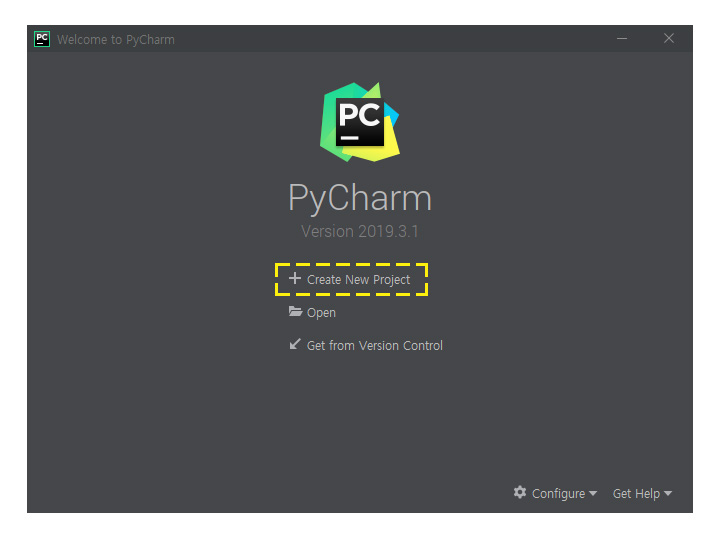 PC Welcome to PyCharm
PC
PyCharm
Version 2019.3.1
Create New Project
Open
Get from Version Control
Configure Get Help